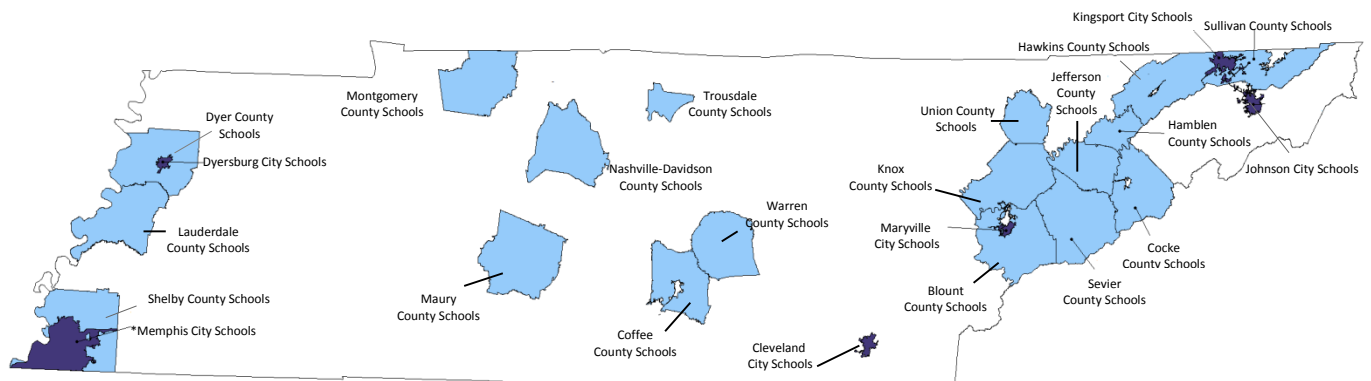 Kingsport City Schools
Sullivan County Schools
Hawkins County Schools
Jefferson
County
Schools
Montgomery
County Schools
Trousdale
County Schools
Union County
Schools
Dyer County
Schools
Hamblen
County Schools
Dyersburg City Schools
Nashville-Davidson
County Schools
Knox
County Schools
Johnson City Schools
Warren
County Schools
Lauderdale
County Schools
Maryville
City Schools
Cocke
County Schools
Shelby County Schools
Maury
County Schools
Blount
County Schools
Sevier
County Schools
*Memphis City Schools
Coffee
County Schools
Cleveland
City Schools